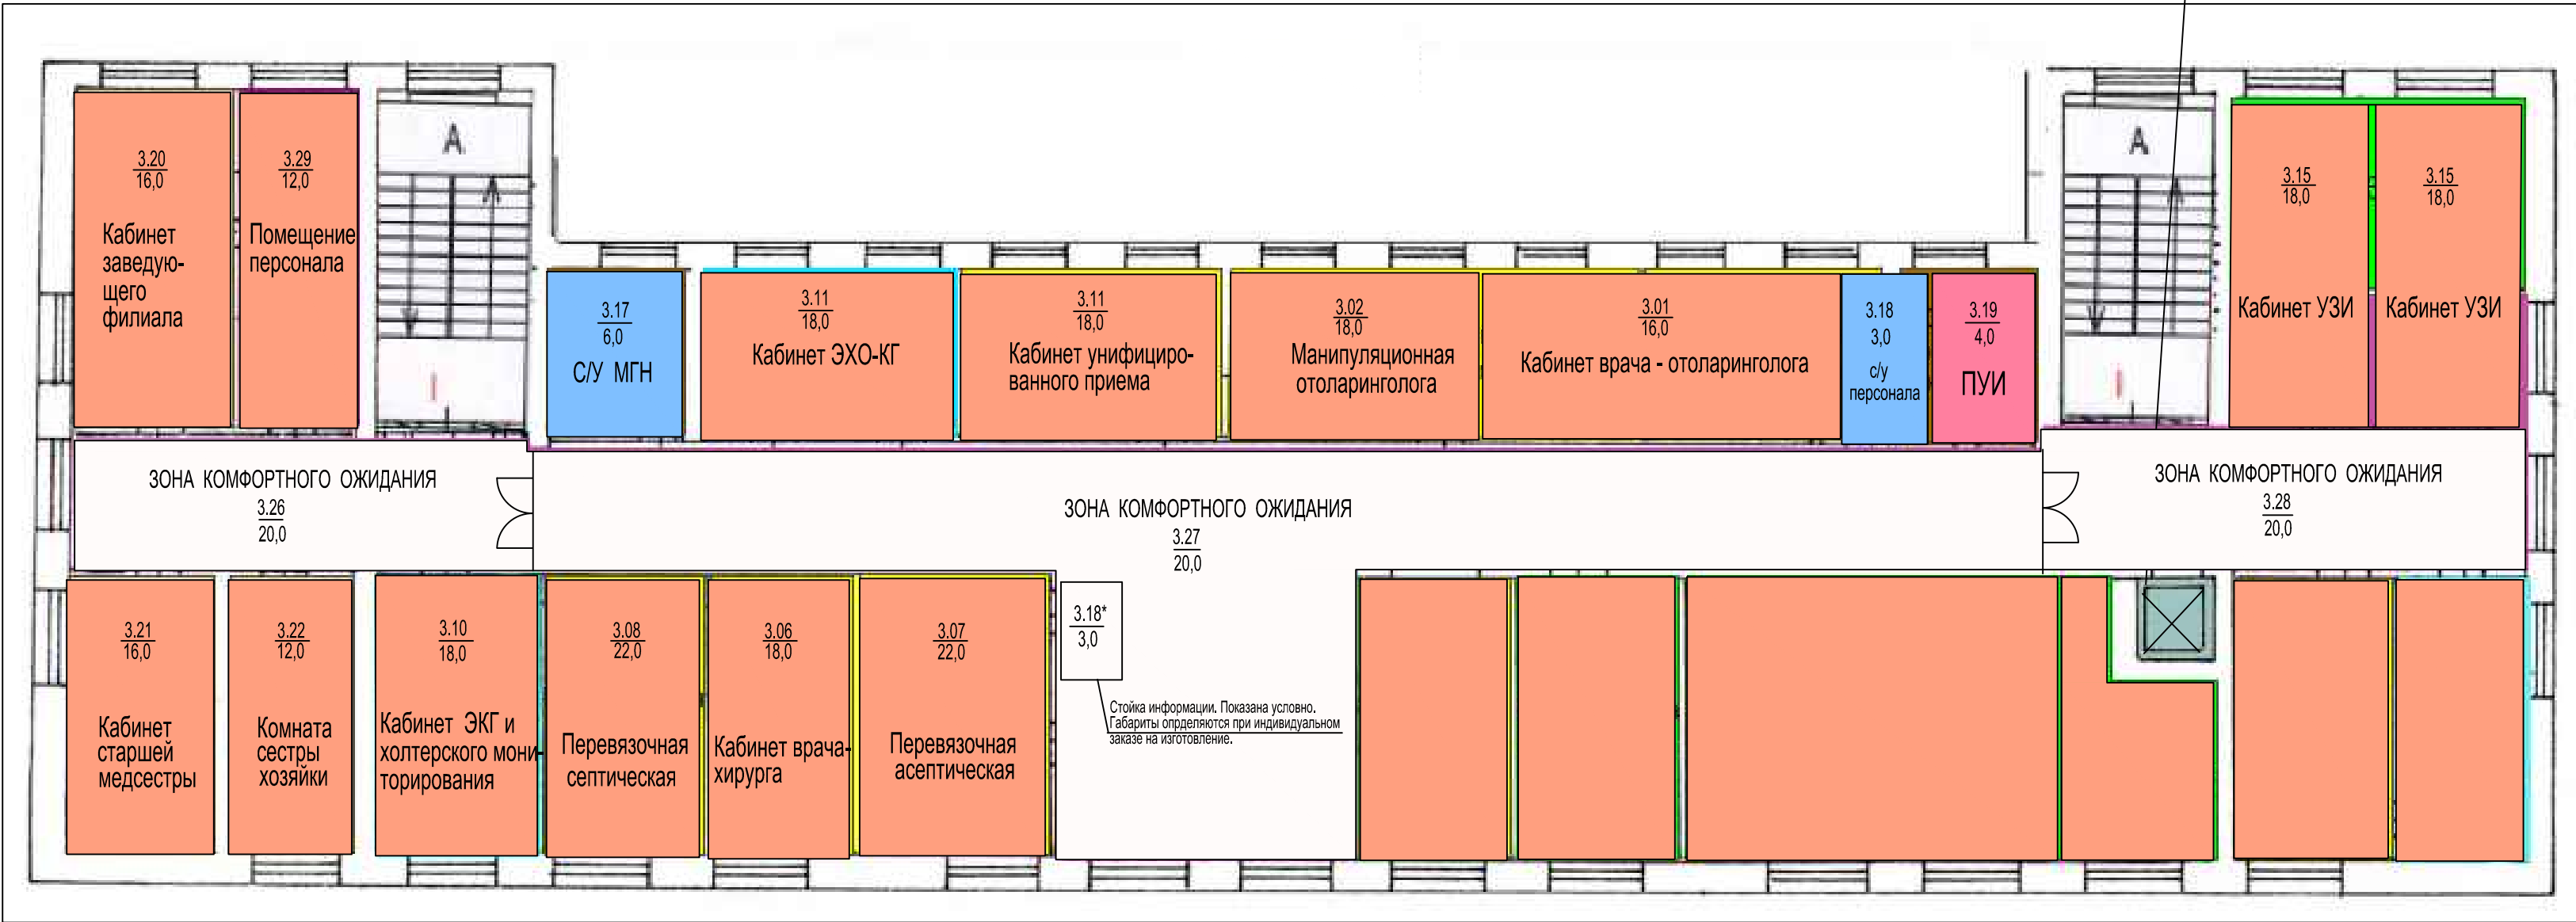 3.20
16,0
Кабинет
заведую-
щего
филиала
3.29
12,0
Помещение
персонала
А
I
3.17
6,0
С/У МГН
3.11
18,0
Кабинет ЭХО-КГ
3.11
18,0
Кабинет унифициро-
ванного приема
3.02
18,0
Манипуляционная
отоларинголога
3.01
16,0
Кабинет врача - отоларинголога
3.18
3,0
с/у
персонала
3.19
4,0
ПУИ
А
I
3.15
18,0
Кабинет УЗИ
3.15
18,0
Кабинет УЗИ
ЗОНА КОМФОРТНОГО ОЖИДАНИЯ
3.26
20,0
ЗОНА КОМФОРТНОГО ОЖИДАНИЯ
3.27
20,0
ЗОНА КОМФОРТНОГО ОЖИДАНИЯ
3.28
20,0
3.21
16,0
Кабинет
старшей
медсестры
3.22
12,0
Комната
сестры
хозяйки
3.10
18,0
Кабинет ЭКГ и
холтерского мони-
торирования
3.08
22,0
Перевязочная
септическая
3.06
18,0
Кабинет врача-
хирурга
3.07
22,0
Перевязочная
асептическая
3.18*
3,0
Стойка информации. Показана условно.
Габариты опрделяются при индивидуальном
заказе на изготовление.